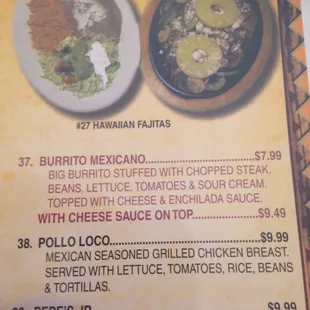 #27 HAWAIIAN FAJITAS
37. BURRITO MEXICANO...............................$7.99
BIG BURRITO STUFFED WITH CHOPPED STEAK,
BEANS, LETTUCE, TOMATOES & SOUR CREAM.
TOPPED WITH CHEESE & ENCHILADA SAUCE.
WITH CHEESE SAUCE ON TOP...................$9.49
38. POLLO LOCO..........................................$9.99
MEXICAN SEASONED GRILLED CHICKEN BREAST.
SERVED WITH LETTUCE, TOMATOES, RICE, BEANS
& TORTILLAS.
PEPE'S JR. $9.99